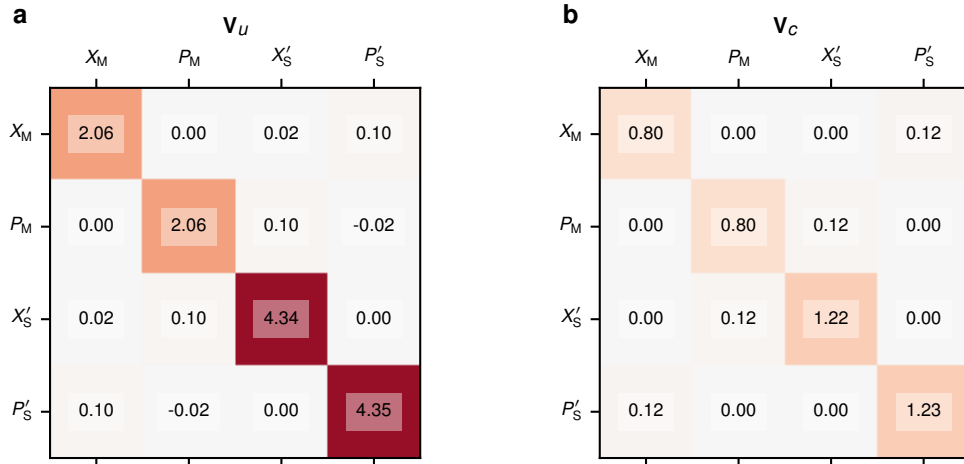 a
V_u
X_M P_M X′_S P′_S
X_M 2.06 0.00 0.02 0.10
P_M 0.00 2.06 0.10 -0.02
X′_S 0.02 0.10 4.34 0.00
P′_S 0.10 -0.02 0.00 4.35
b
V_c
X_M P_M X′_S P′_S
X_M 0.80 0.00 0.00 0.12
P_M 0.00 0.80 0.12 0.00
X′_S 0.00 0.12 1.22 0.00
P′_S 0.12 0.00 0.00 1.23